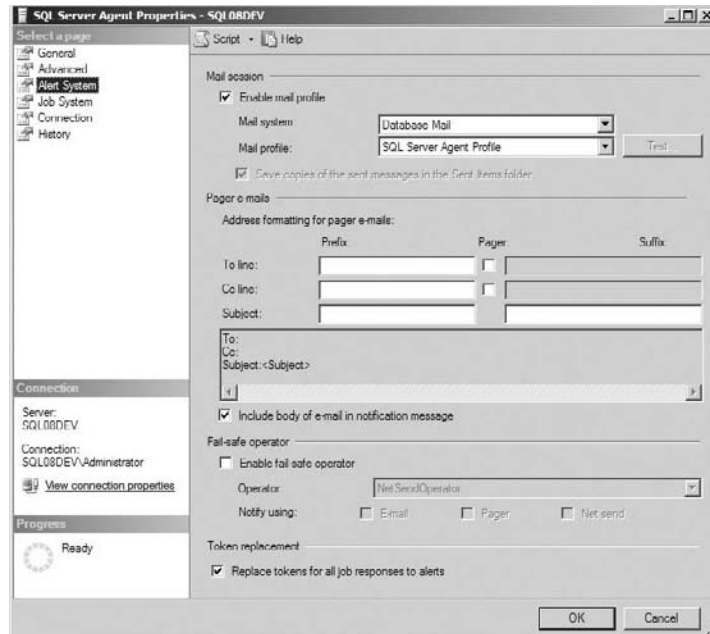 SQL Server Agent Properties - SQL08DEV
Select a page
General
Advanced
Alert System
Job System
Connection
History
Script
Help
Mail session
Enable mail profile
Mail system
Database Mail
Mail profile:
SQL Server Agent Profile
Test...
Save copies of the sent messages in the Sent Items folder
Pager e-mails
Address formatting for pager e-mails:
Prefix
Pager
Suffix
To line:
Cc line:
Subject:
To:
Cc:
Subject:<Subject>
Include body of e-mail in notification message
Fail-safe operator
Enable fail safe operator
Operator
NetSendOperator
Notify using:
E-mail
Pager
Net send
Token replacement
Replace tokens for all job responses to alerts
Connection
Server:
SQL08DEV
Connection:
SQL08DEV\Administrator
View connection properties
Progress
Ready
OK
Cancel